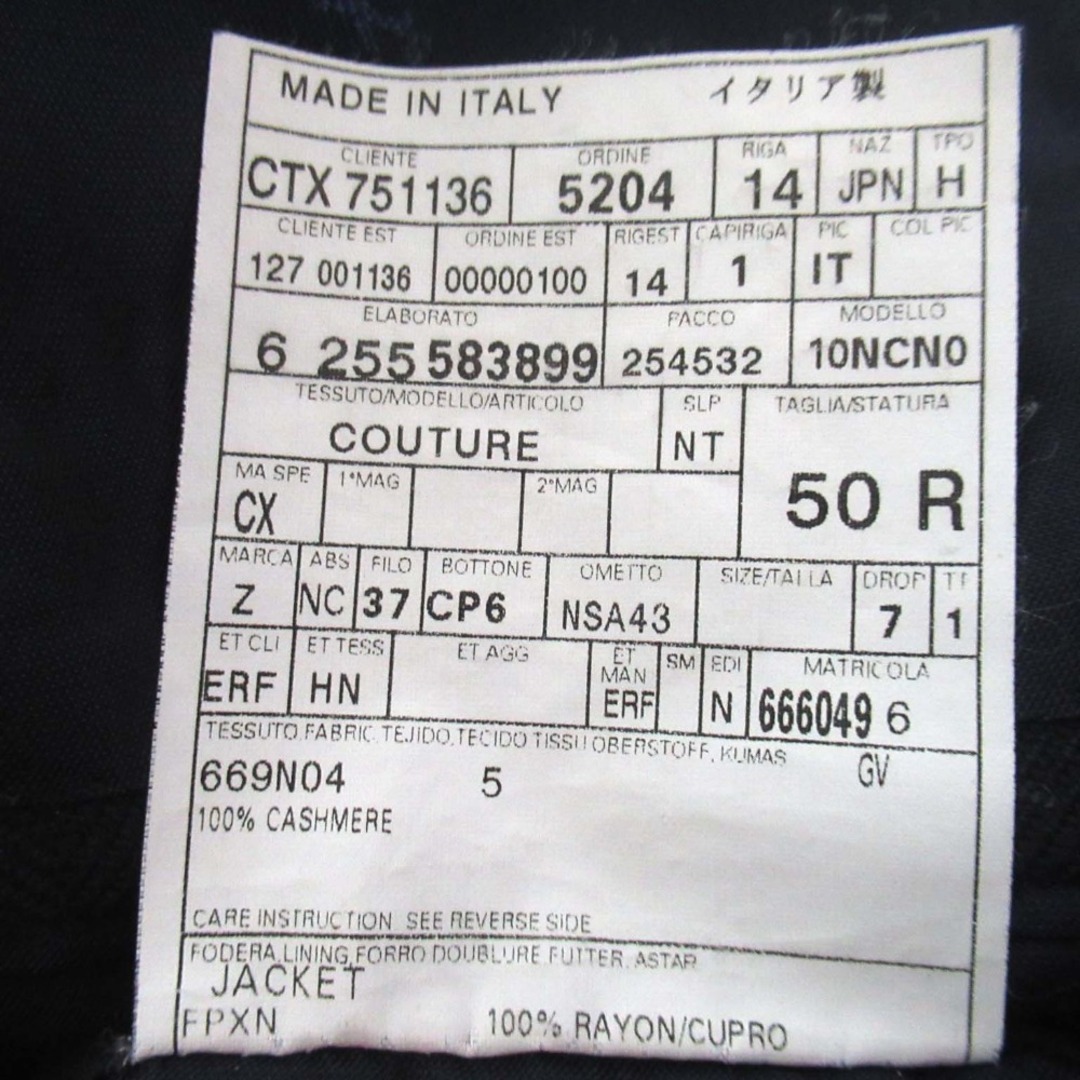 MADE IN ITALY イタリア製
CLIENTE ORDINE RIGA NAZ TPO
CTX 751136 5204 14 JPN H
CLIENTE EST ORDINE EST RIGEST CAPIRIGA PIC COL PIC
127 001136 00000100 14 1 IT
ELABORATO PACCO MODELLO
6 255 583899 254532 10NCN0
TESSUTO/MODELLO/ARTICOLO SLP TAGLIA/STATURA
COUTURE NT 50 R
MA SPE 1°MAG 2°MAG
CX
MARCA ABS FILO BOTTONE OMETTO SIZE/TALLA DROP TF
Z NC 37 CP6 NSA43 7 1
ET CLI ET TESS ET AGG ET MAN SM EDI MATRICOLA
ERF HN ERF N 666049 6
TESSUTO,FABRIC,TEJIDO,TECIDO TISSU OBERSTOFF, KUMAS
669N04 5 GV
100% CASHMERE
CARE INSTRUCTION SEE REVERSE SIDE
FODERA,LINING,FORRO DOUBLURE FUTTER, ASTAR
JACKET
FPXN 100% RAYON/CUPRO